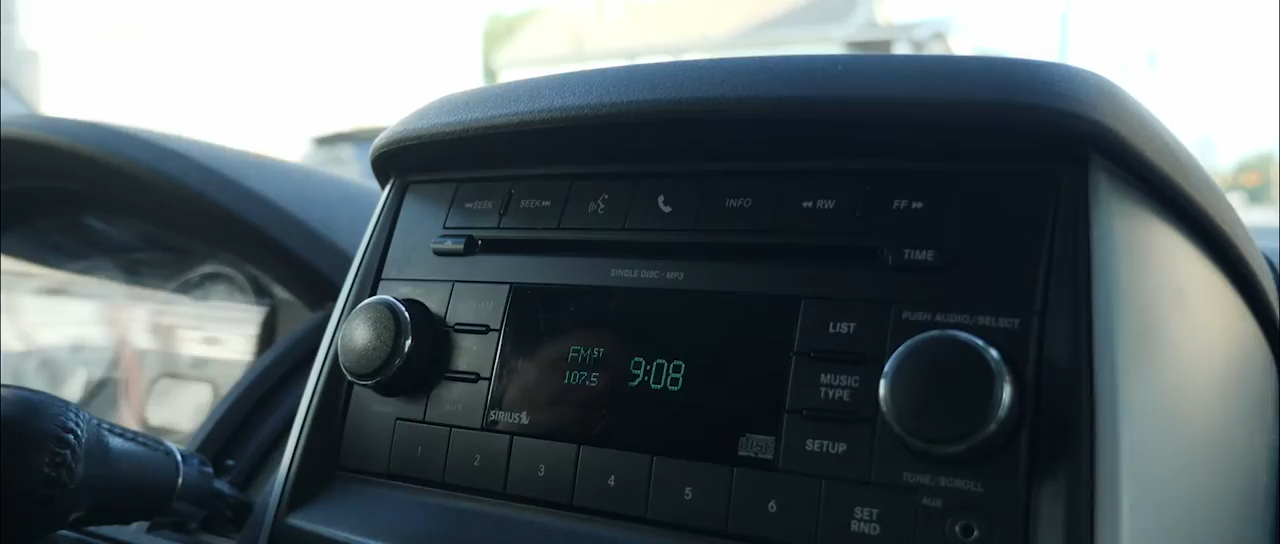 SEEK
SEEK
INFO
RW
FF
TIME
SINGLE DISC - MP3
PUSH AUDIO/SELECT
LIST
FM ST
107.5
9:08
MUSIC
TYPE
SIRIUS
SETUP
1
2
3
4
5
6
SET
RND
TUNE/SCROLL
AUX